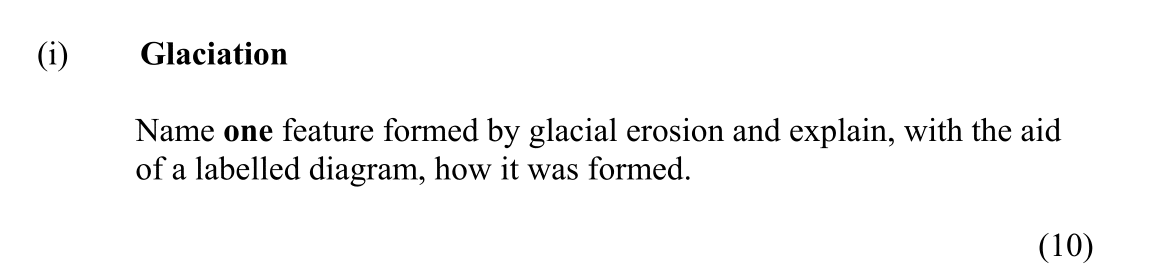 (i) Glaciation
Name one feature formed by glacial erosion and explain, with the aid
of a labelled diagram, how it was formed.
(10)